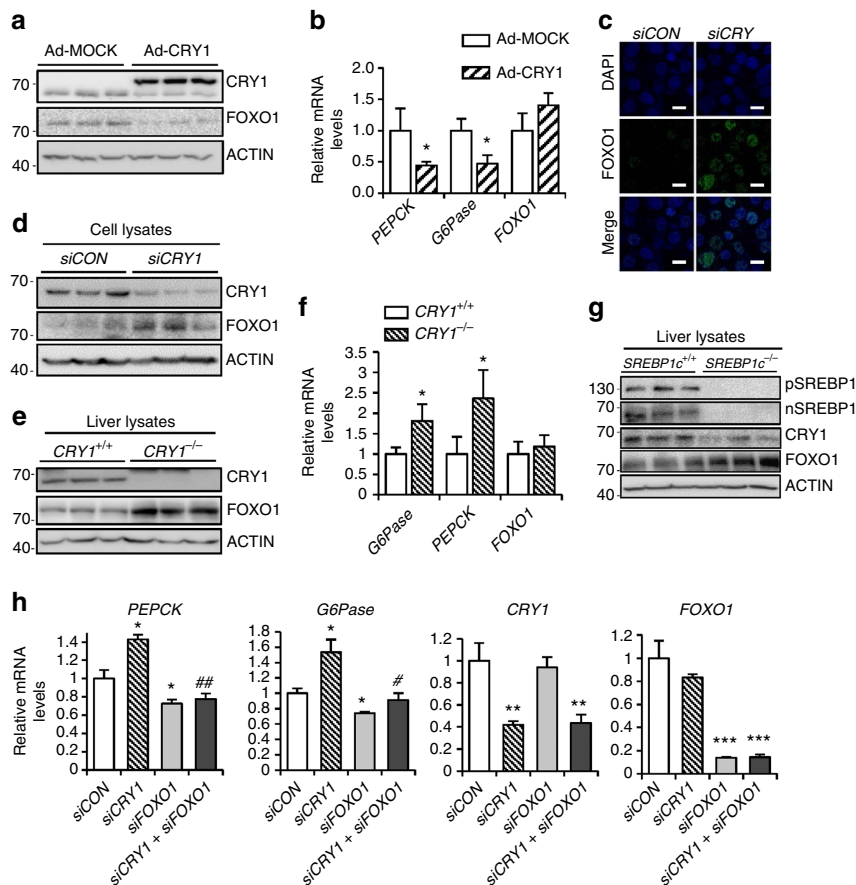 a
Ad-MOCK Ad-CRY1
70- CRY1
70- FOXO1
40- ACTIN
b
Ad-MOCK
Ad-CRY1
Relative mRNA levels
2.0
1.5
1.0
0.5
0.0
* *
PEPCK G6Pase FOXO1
c
siCON siCRY
DAPI
FOXO1
Merge
d
Cell lysates
siCON siCRY1
70- CRY1
70- FOXO1
40- ACTIN
e
Liver lysates
CRY1+/+ CRY1–/–
70- CRY1
70- FOXO1
40- ACTIN
f
CRY1+/+
CRY1–/–
Relative mRNA levels
3.5
3
2.5
2
1.5
1
0.5
0
* *
G6Pase PEPCK FOXO1
g
Liver lysates
SREBP1c+/+ SREBP1c–/–
130- pSREBP1
70- nSREBP1
70- CRY1
70- FOXO1
40- ACTIN
h
PEPCK
Relative mRNA
levels
1.4
1.2
1
0.8
0.6
0.4
0.2
0
* * ##
siCON siCRY1 siFOXO1 siCRY1 + siFOXO1
G6Pase
1.8
1.6
1.4
1.2
1
0.8
0.6
0.4
0.2
0
* * #
siCON siCRY1 siFOXO1 siCRY1 + siFOXO1
CRY1
1.2
1
0.8
0.6
0.4
0.2
0
** **
siCON siCRY1 siFOXO1 siCRY1 + siFOXO1
FOXO1
1.2
1
0.8
0.6
0.4
0.2
0
*** ***
siCON siCRY1 siFOXO1 siCRY1 + siFOXO1